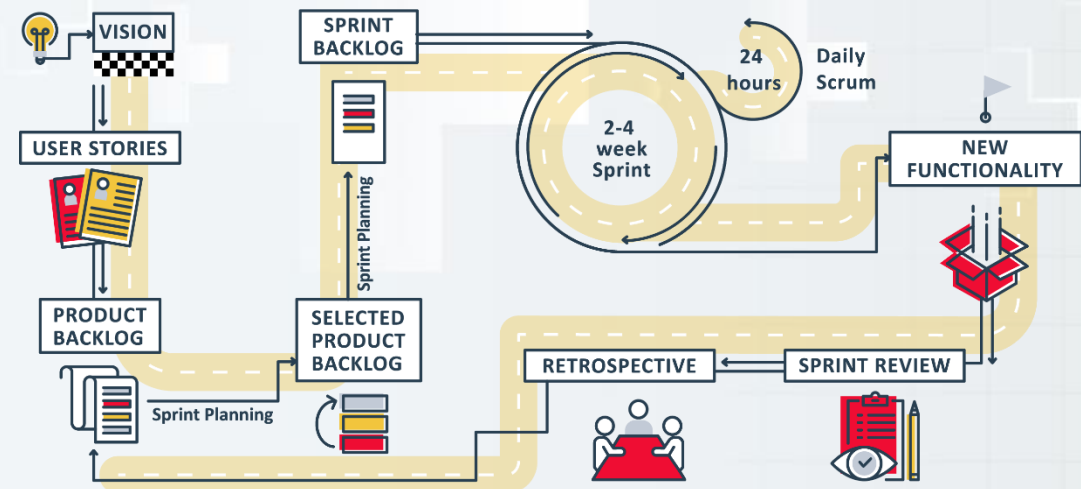 VISION
USER STORIES
PRODUCT
BACKLOG
Sprint Planning
SELECTED
PRODUCT
BACKLOG
Sprint Planning
SPRINT
BACKLOG
2-4
week
Sprint
24
hours
Daily
Scrum
NEW
FUNCTIONALITY
SPRINT REVIEW
RETROSPECTIVE